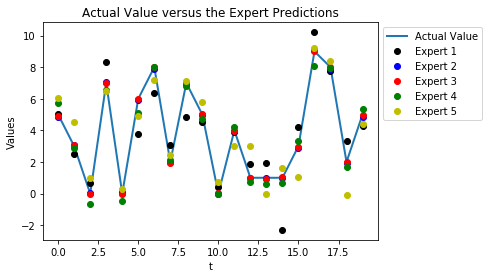 Actual Value versus the Expert Predictions
Actual Value
Expert 1
Expert 2
Expert 3
Expert 4
Expert 5
Values
10
8
6
4
2
0
−2
0.0
2.5
5.0
7.5
10.0
12.5
15.0
17.5
t